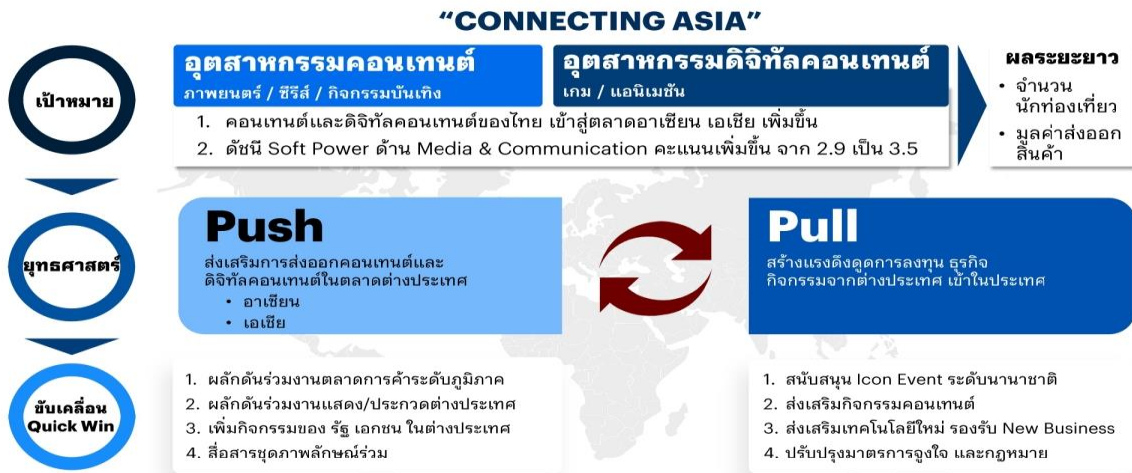 “CONNECTING ASIA”
เป้าหมาย
อุตสาหกรรมคอนเทนต์
ภาพยนตร์ / ซีรีส์ / กิจกรรมบันเทิง
อุตสาหกรรมดิจิทัลคอนเทนต์
เกม / แอนิเมชัน
1. คอนเทนต์และดิจิทัลคอนเทนต์ของไทย เข้าสู่ตลาดอาเซียน เอเชีย เพิ่มขึ้น
2. ดัชนี Soft Power ด้าน Media & Communication คะแนนเพิ่มขึ้น จาก 2.9 เป็น 3.5
ผลระยะยาว
• จำนวน
นักท่องเที่ยว
• มูลค่าส่งออก
สินค้า
ยุทธศาสตร์
Push
ส่งเสริมการส่งออกคอนเทนต์และ
ดิจิทัลคอนเทนต์ในตลาดต่างประเทศ
• อาเซียน
• เอเชีย
Pull
สร้างแรงดึงดูดการลงทุน ธุรกิจ
กิจกรรมจากต่างประเทศ เข้าในประเทศ
ขับเคลื่อน
Quick Win
1. ผลักดันร่วมงานตลาดการค้าระดับภูมิภาค
2. ผลักดันร่วมงานแสดง/ประกวดต่างประเทศ
3. เพิ่มกิจกรรมของ รัฐ เอกชน ในต่างประเทศ
4. สื่อสารชุดภาพลักษณ์ร่วม
1. สนับสนุน Icon Event ระดับนานาชาติ
2. ส่งเสริมกิจกรรมคอนเทนต์
3. ส่งเสริมเทคโนโลยีใหม่ รองรับ New Business
4. ปรับปรุงมาตรการจูงใจ และกฎหมาย